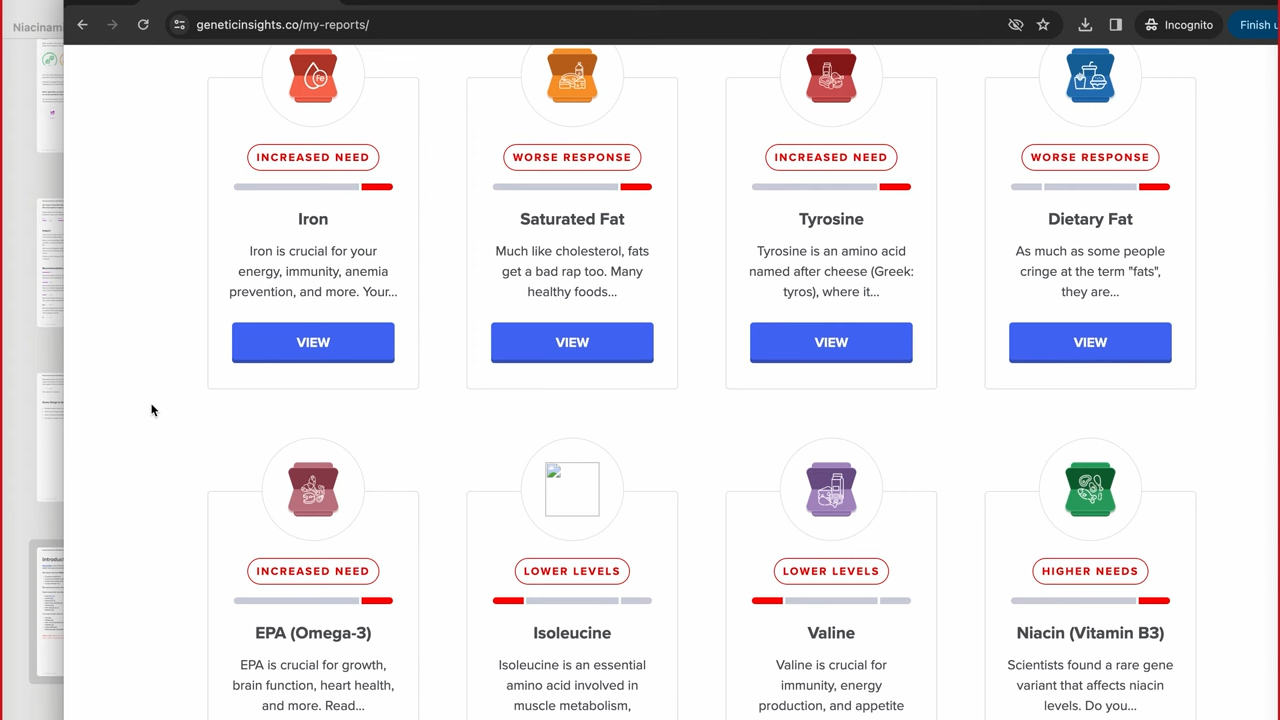 Niacinam
geneticinsights.co/my-reports/
Incognito
Finish u
INCREASED NEED
Iron
Iron is crucial for your
energy, immunity, anemia
prevention, and more. Your...
VIEW
WORSE RESPONSE
Saturated Fat
Much like cholesterol, fats
get a bad rep too. Many
healthy foods...
VIEW
INCREASED NEED
Tyrosine
Tyrosine is an amino acid
named after cheese (Greek:
tyros), where it...
VIEW
WORSE RESPONSE
Dietary Fat
As much as some people
cringe at the term "fats",
they are...
VIEW
INCREASED NEED
EPA (Omega-3)
EPA is crucial for growth,
brain function, heart health,
and more. Read...
LOWER LEVELS
Isoleucine
Isoleucine is an essential
amino acid involved in
muscle metabolism,
LOWER LEVELS
Valine
Valine is crucial for
immunity, energy
production, and appetite
HIGHER NEEDS
Niacin (Vitamin B3)
Scientists found a rare gene
variant that affects niacin
levels. Do you...